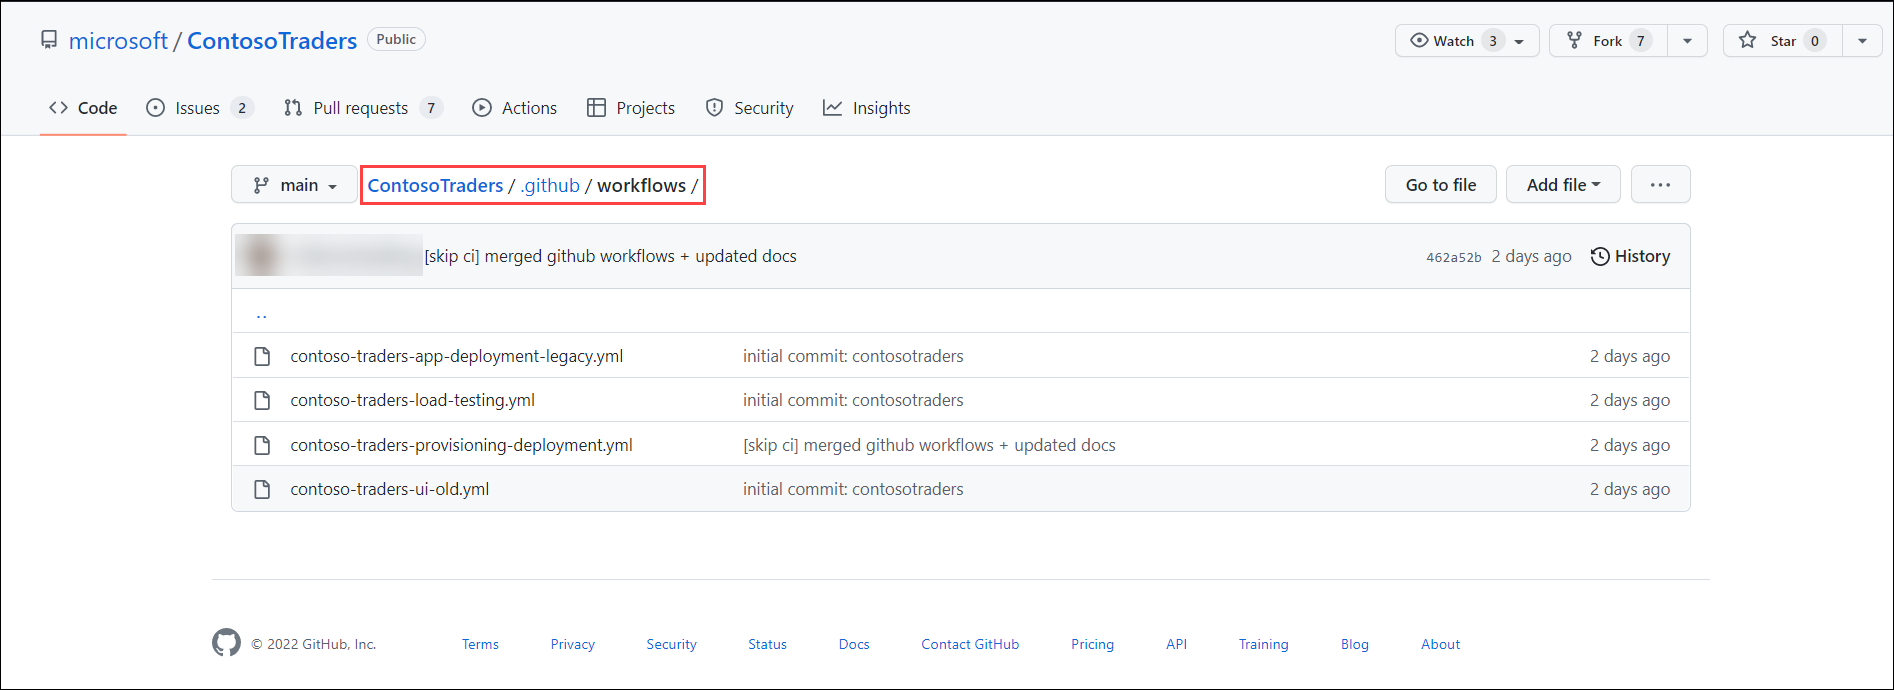 microsoft / ContosoTraders Public Watch 3 Fork 7 Star 0
Code Issues 2 Pull requests 7 Actions Projects Security Insights
main ContosoTraders / .github / workflows / Go to file Add file ...
[skip ci] merged github workflows + updated docs 462a52b 2 days ago History
..
contoso-traders-app-deployment-legacy.yml initial commit: contosotraders 2 days ago
contoso-traders-load-testing.yml initial commit: contosotraders 2 days ago
contoso-traders-provisioning-deployment.yml [skip ci] merged github workflows + updated docs 2 days ago
contoso-traders-ui-old.yml initial commit: contosotraders 2 days ago
© 2022 GitHub, Inc. Terms Privacy Security Status Docs Contact GitHub Pricing API Training Blog About